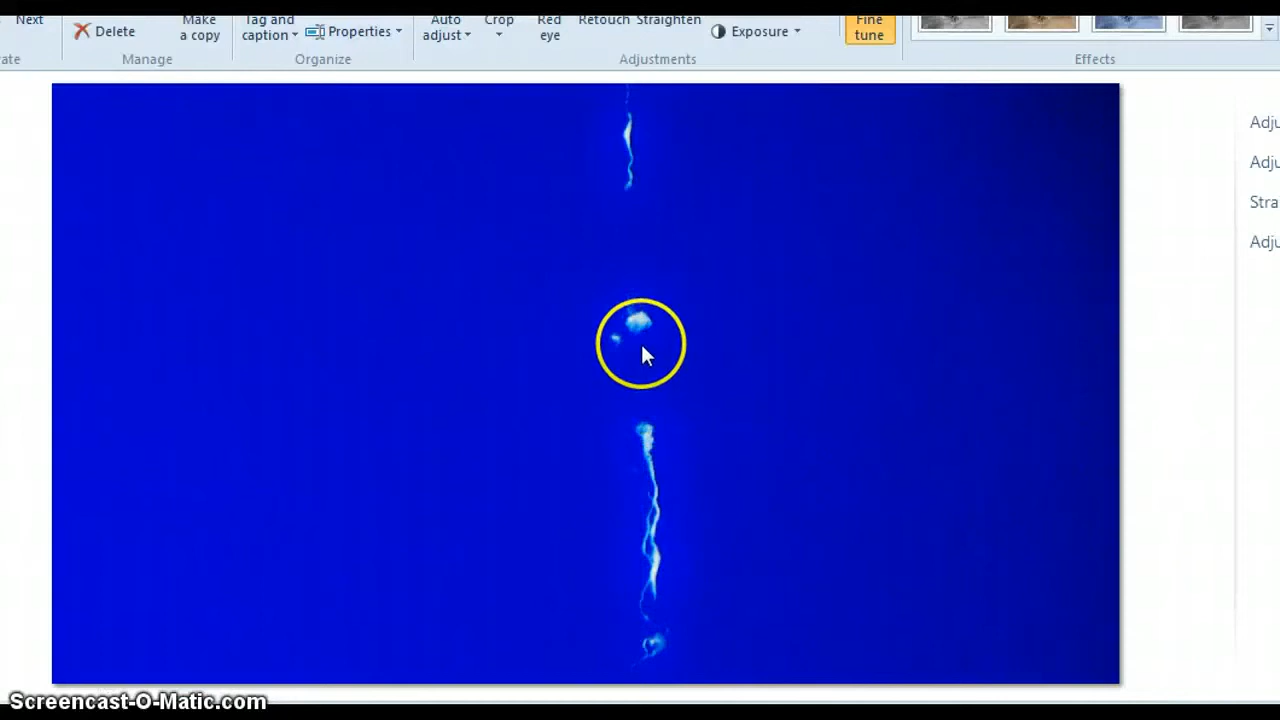 Next
Delete
Make
a copy
Tag and
caption
Properties
Auto
adjust
Crop
Red
eye
Retouch
Straighten
Exposure
Fine
tune
ate
Manage
Organize
Adjustments
Effects
Adju
Adju
Stra
Adju
Screencast-O-Matic.com